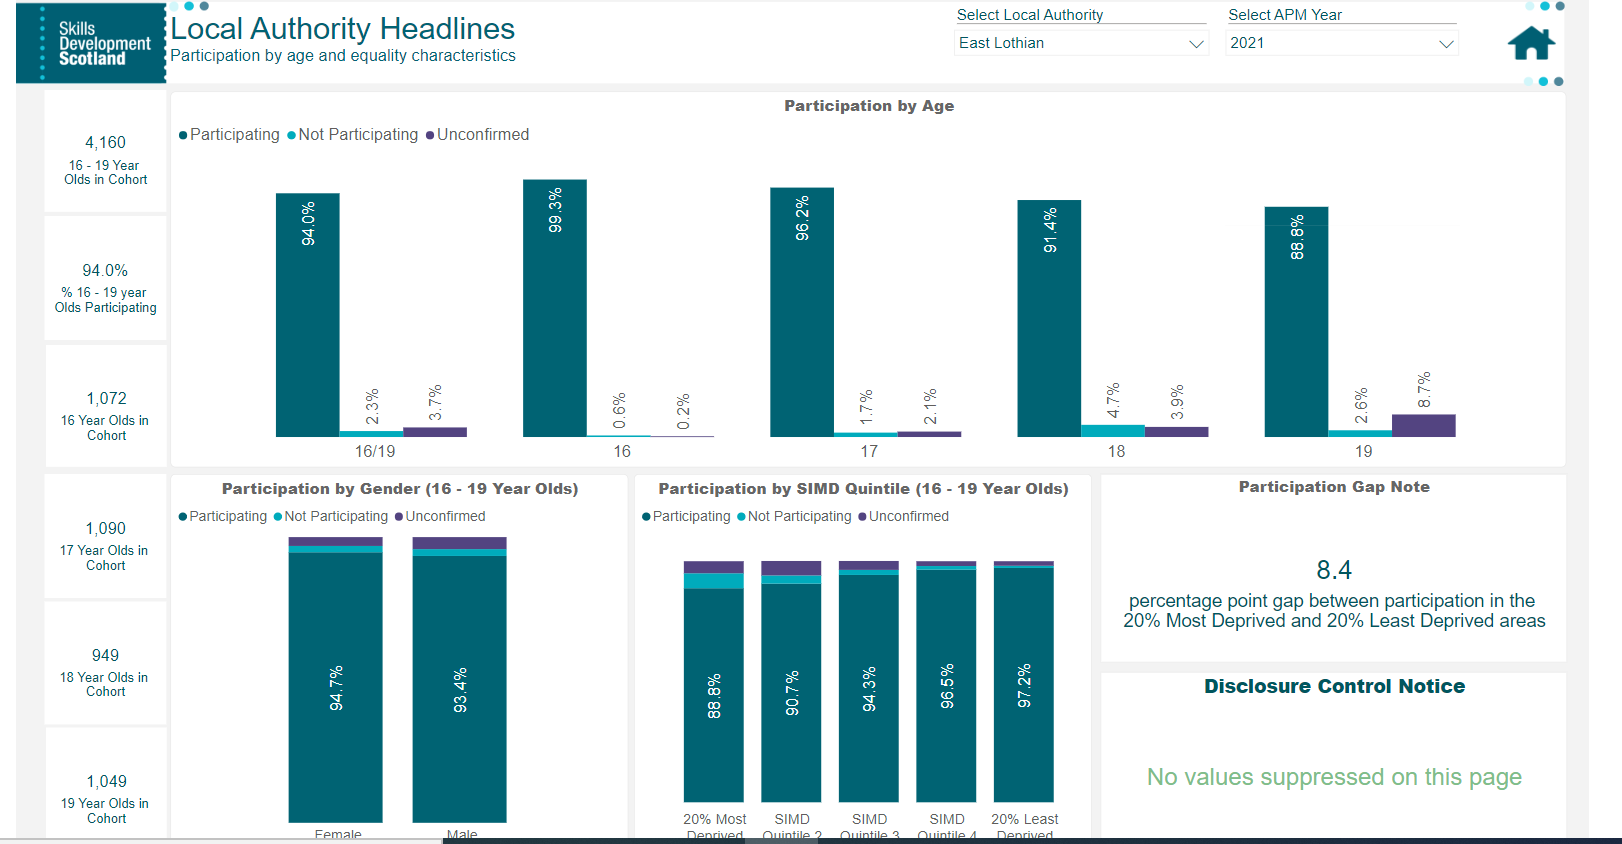 Skills
Development
Scotland
Local Authority Headlines
Participation by age and equality characteristics
Select Local Authority
East Lothian
Select APM Year
2021
4,160
16 - 19 Year
Olds in Cohort
94.0%
% 16 - 19 year
Olds Participating
1,072
16 Year Olds in
Cohort
1,090
17 Year Olds in
Cohort
949
18 Year Olds in
Cohort
1,049
19 Year Olds in
Cohort
Participation by Age
Participating Not Participating Unconfirmed
94.0% 2.3% 3.7% 99.3% 0.6% 0.2% 96.2% 1.7% 2.1% 91.4% 4.7% 3.9% 88.8% 2.6% 8.7%
16/19 16 17 18 19
Participation by Gender (16 - 19 Year Olds)
Participating Not Participating Unconfirmed
94.7% 93.4%
Female Male
Participation by SIMD Quintile (16 - 19 Year Olds)
Participating Not Participating Unconfirmed
88.8% 90.7% 94.3% 96.5% 97.2%
20% Most SIMD SIMD SIMD 20% Least
Deprived Quintile 2 Quintile 3 Quintile 4 Deprived
Participation Gap Note
8.4
percentage point gap between participation in the
20% Most Deprived and 20% Least Deprived areas
Disclosure Control Notice
No values suppressed on this page